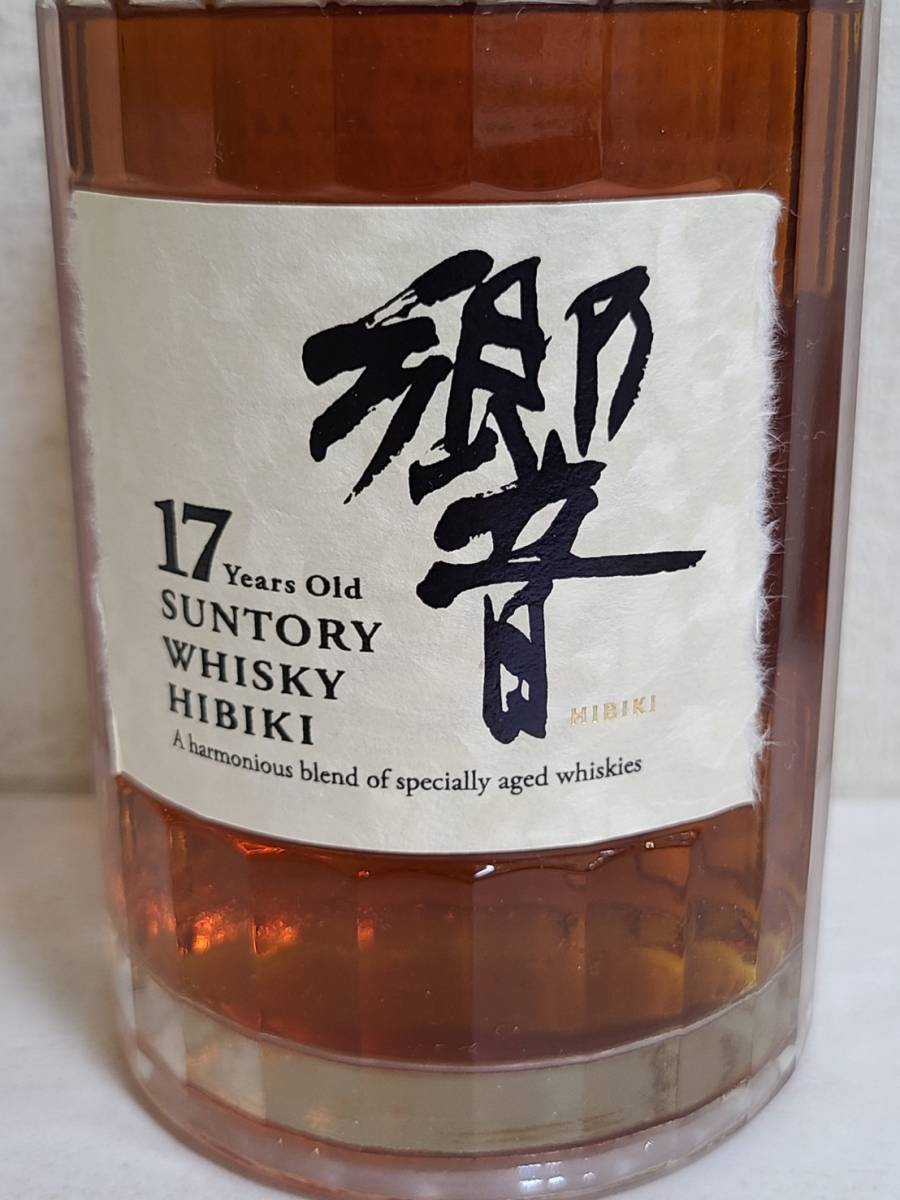 響
17 Years Old
SUNTORY
WHISKY
HIBIKI
HIBIKI
A harmonious blend of specially aged whiskies